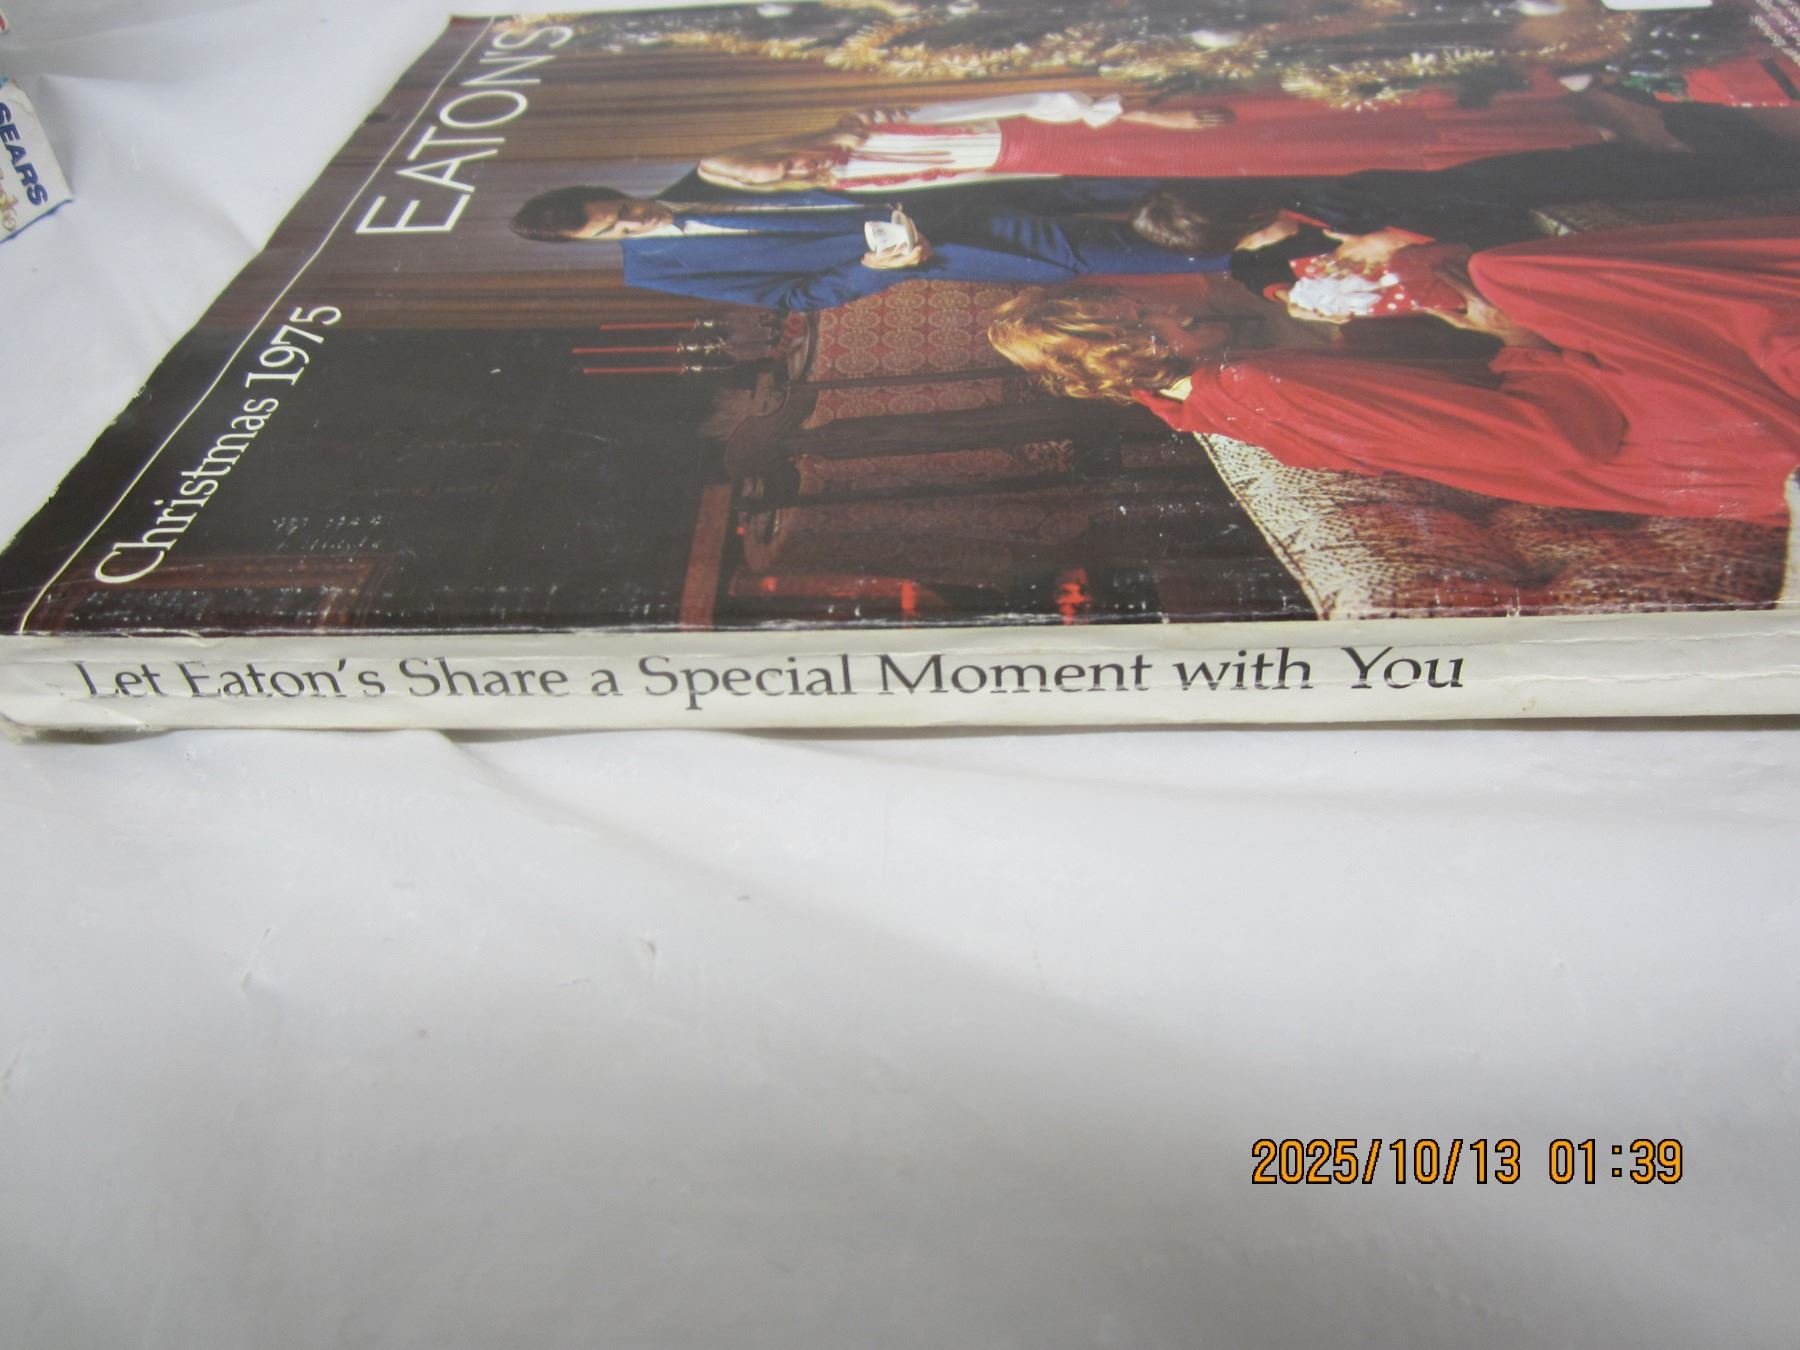 EATON'S
Christmas 1975
Let Eaton's Share a Special Moment with You
SEARS
2025/10/13 01:39